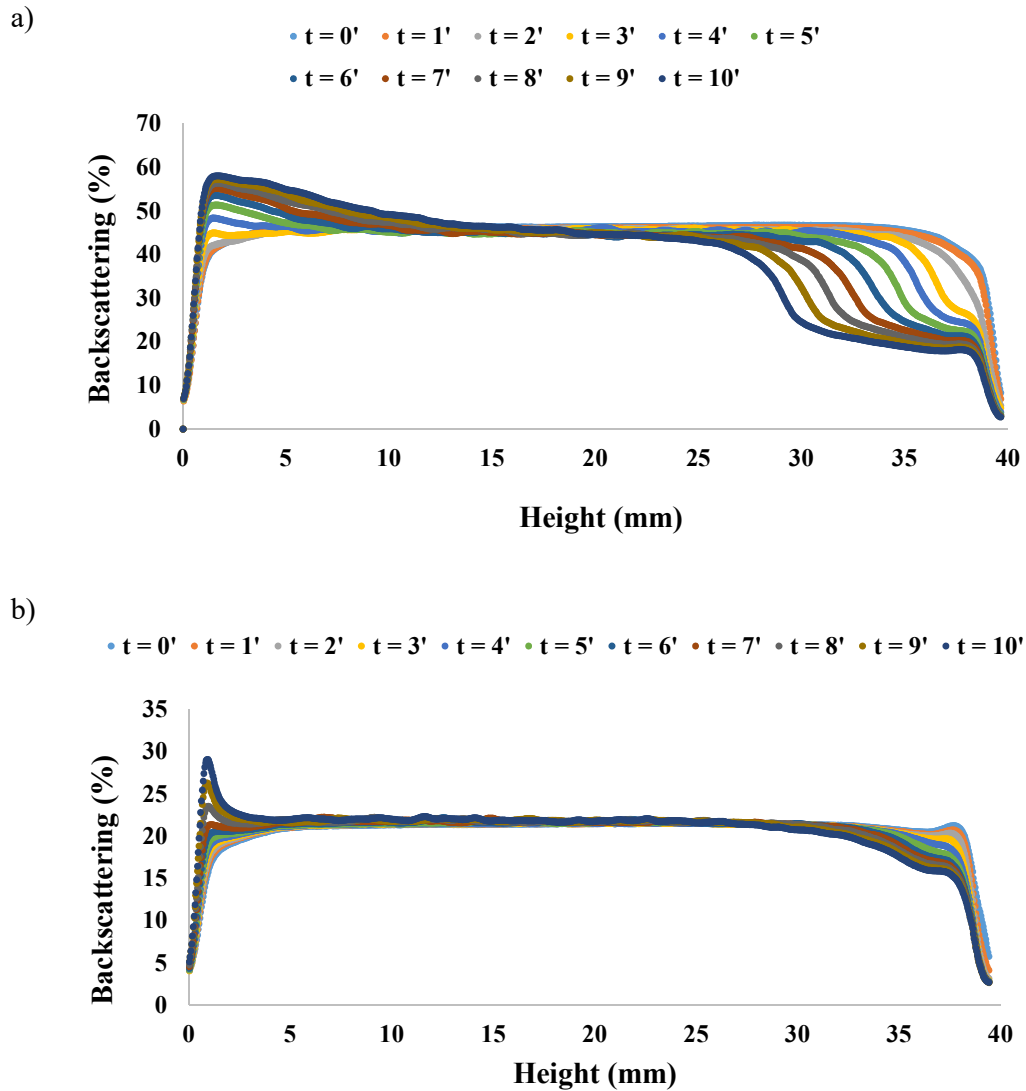 a)
t = 0' t = 1' t = 2' t = 3' t = 4' t = 5'
t = 6' t = 7' t = 8' t = 9' t = 10'
70
60
50
40
30
20
10
0
Backscattering (%)
0 5 10 15 20 25 30 35 40
Height (mm)
b)
t = 0' t = 1' t = 2' t = 3' t = 4' t = 5' t = 6' t = 7' t = 8' t = 9' t = 10'
35
30
25
20
15
10
5
0
Backscattering (%)
0 5 10 15 20 25 30 35 40
Height (mm)